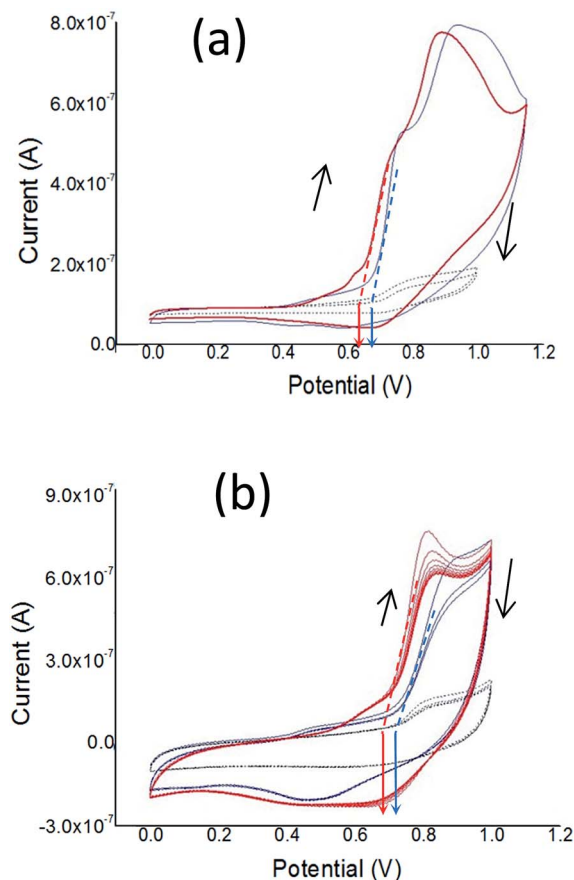 (a)
8.0x10-7
6.0x10-7
4.0x10-7
2.0x10-7
0.0
Current (A)
0.0 0.2 0.4 0.6 0.8 1.0 1.2
Potential (V)
(b)
9.0x10-7
6.0x10-7
3.0x10-7
0.0
-3.0x10-7
Current (A)
0.0 0.2 0.4 0.6 0.8 1.0 1.2
Potential (V)